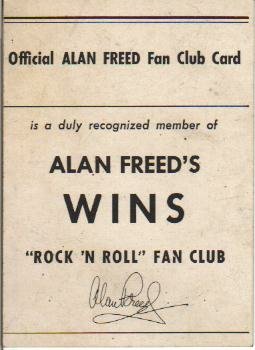 Official ALAN FREED Fan Club Card
is a duly recognized member of
ALAN FREED'S
WINS
"ROCK 'N ROLL" FAN CLUB
Alan Freed